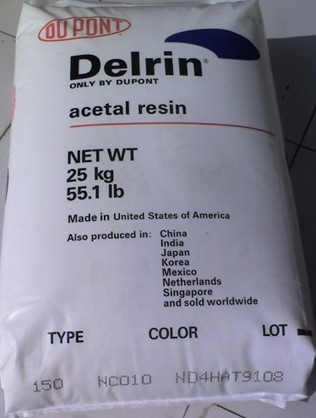 DU PONT
Delrin®
ONLY BY DUPONT
acetal resin
NET WT
25 kg
55.1 lb
Made in United States of America
Also produced in: China
India
Japan
Korea
Mexico
Netherlands
Singapore
and sold worldwide
TYPE COLOR LOT
150 NC010 ND4HAT9108